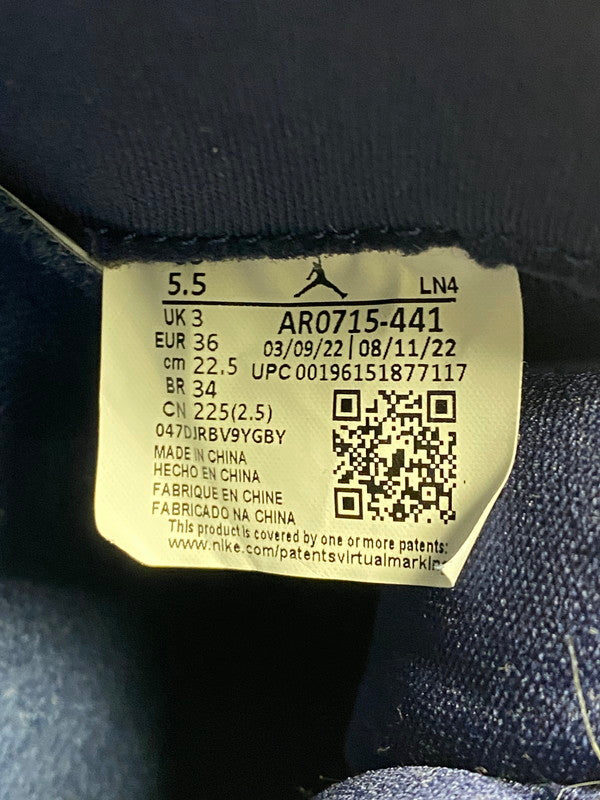 5.5 LN4
UK 3 AR0715-441
EUR 36 03/09/22 | 08/11/22
cm 22.5 UPC 00196151877117
BR 34
CN 225(2.5)
047DJRBV9YGBY
MADE IN CHINA
HECHO EN CHINA
FABRIQUE EN CHINE
FABRICADO NA CHINA
This product is covered by one or more patents:
www.nike.com/patentsvirtualmarkin